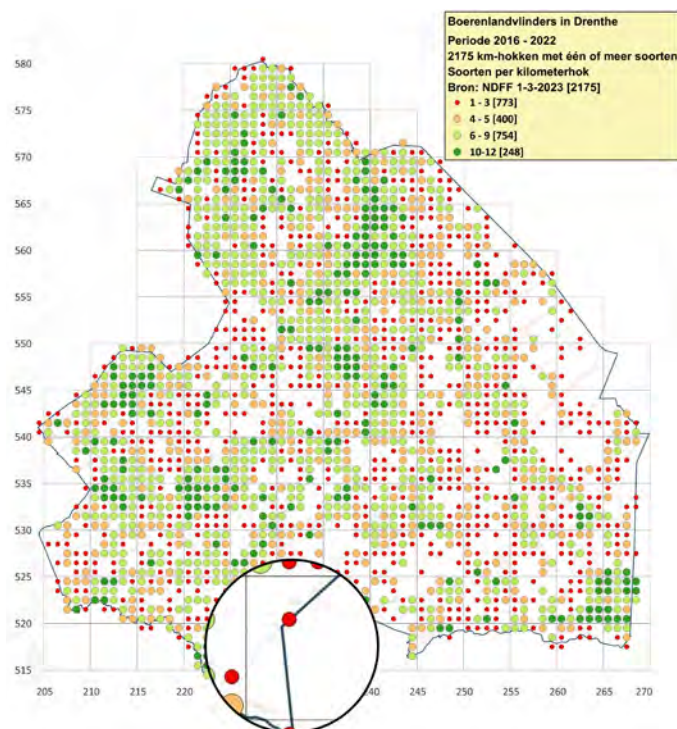 Boerenlandvlinders in Drenthe
Periode 2016 - 2022
2175 km-hokken met één of meer soorten
Soorten per kilometerhok
Bron: NDFF 1-3-2023 [2175]
1 - 3 [773]
4 - 5 [400]
6 - 9 [754]
10-12 [248]
580
575
570
565
560
555
550
545
540
535
530
525
520
515
205 210 215 220 240 245 250 255 260 265 270